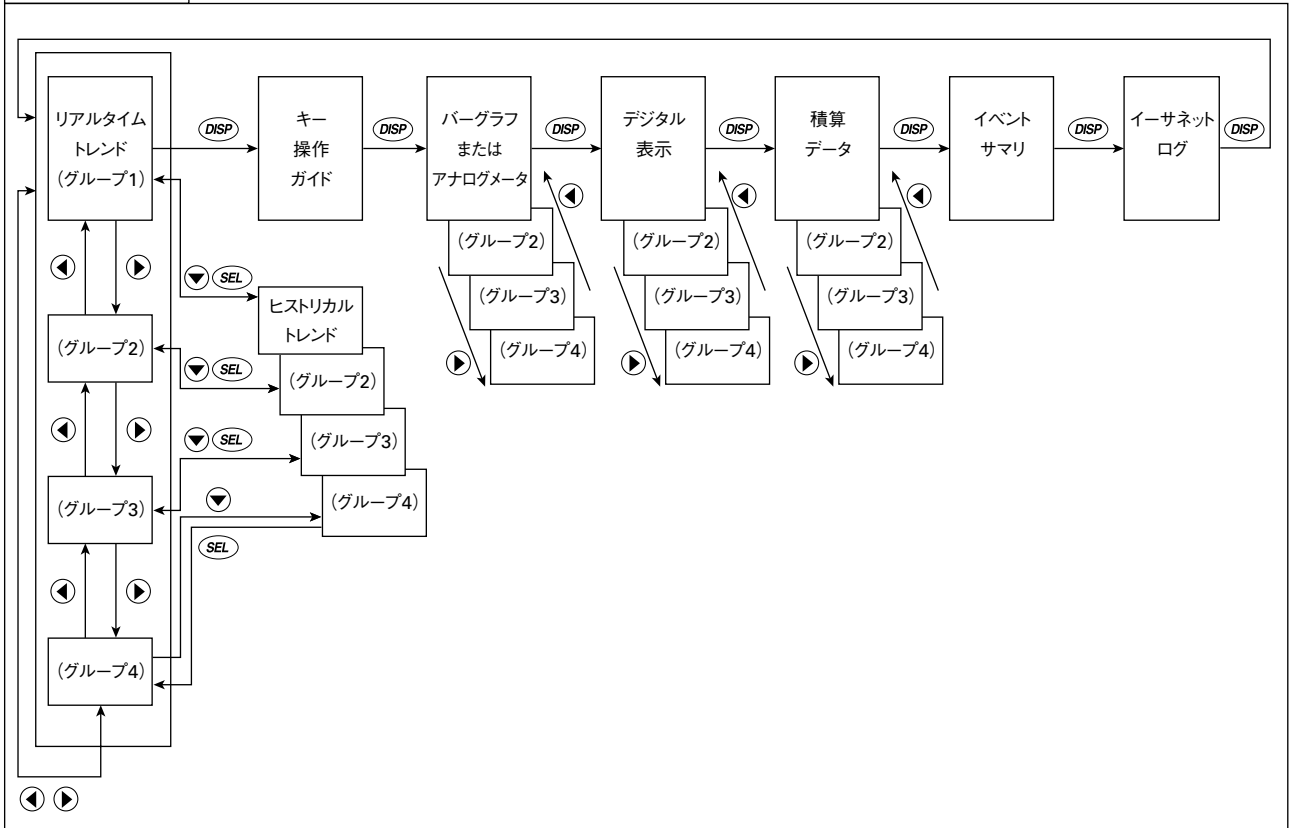 リアルタイム
トレンド
(グループ1)
DISP
キー
操作
ガイド
DISP
バーグラフ
または
アナログメータ
DISP
デジタル
表示
DISP
積算
データ
DISP
イベント
サマリ
DISP
イーサネット
ログ
DISP
(グループ2)
(グループ3)
(グループ4)
(グループ2)
(グループ3)
(グループ4)
(グループ2)
(グループ3)
(グループ4)
SEL
ヒストリカル
トレンド
(グループ2)
SEL
(グループ2)
SEL
(グループ3)
(グループ3)
(グループ4)
SEL
(グループ4)